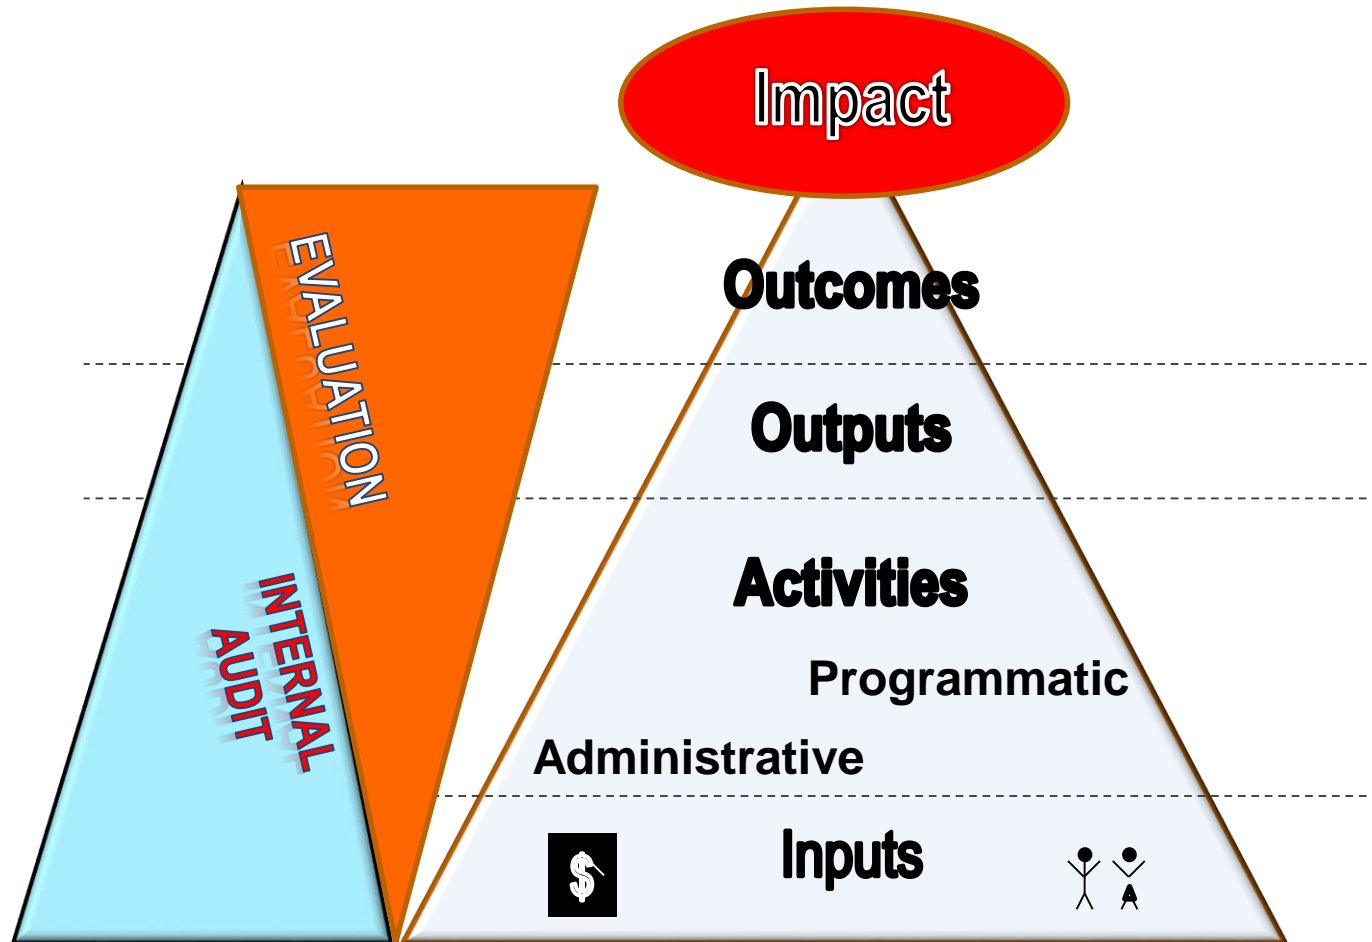 Impact
Outcomes
Outputs
Activities
Programmatic
Administrative
Inputs
$
EVALUATION
INTERNAL
AUDIT